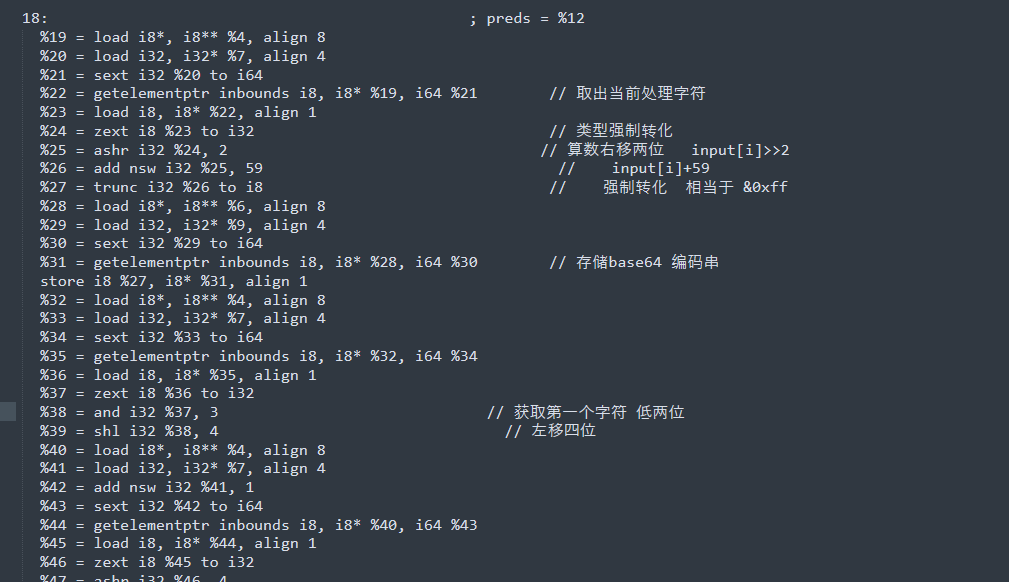 18:                                               ; preds = %12
  %19 = load i8*, i8** %4, align 8
  %20 = load i32, i32* %7, align 4
  %21 = sext i32 %20 to i64
  %22 = getelementptr inbounds i8, i8* %19, i64 %21        // 取出当前处理字符
  %23 = load i8, i8* %22, align 1
  %24 = zext i8 %23 to i32                                 // 类型强制转化
  %25 = ashr i32 %24, 2                                   // 算数右移两位   input[i]>>2
  %26 = add nsw i32 %25, 59                                 //    input[i]+59
  %27 = trunc i32 %26 to i8                                //    强制转化  相当于 &0xff
  %28 = load i8*, i8** %6, align 8
  %29 = load i32, i32* %9, align 4
  %30 = sext i32 %29 to i64
  %31 = getelementptr inbounds i8, i8* %28, i64 %30        // 存储base64 编码串
  store i8 %27, i8* %31, align 1
  %32 = load i8*, i8** %4, align 8
  %33 = load i32, i32* %7, align 4
  %34 = sext i32 %33 to i64
  %35 = getelementptr inbounds i8, i8* %32, i64 %34
  %36 = load i8, i8* %35, align 1
  %37 = zext i8 %36 to i32
  %38 = and i32 %37, 3                              // 获取第一个字符 低两位
  %39 = shl i32 %38, 4                                // 左移四位
  %40 = load i8*, i8** %4, align 8
  %41 = load i32, i32* %7, align 4
  %42 = add nsw i32 %41, 1
  %43 = sext i32 %42 to i64
  %44 = getelementptr inbounds i8, i8* %40, i64 %43
  %45 = load i8, i8* %44, align 1
  %46 = zext i8 %45 to i32
  %47 = ashr i32 %46, 4